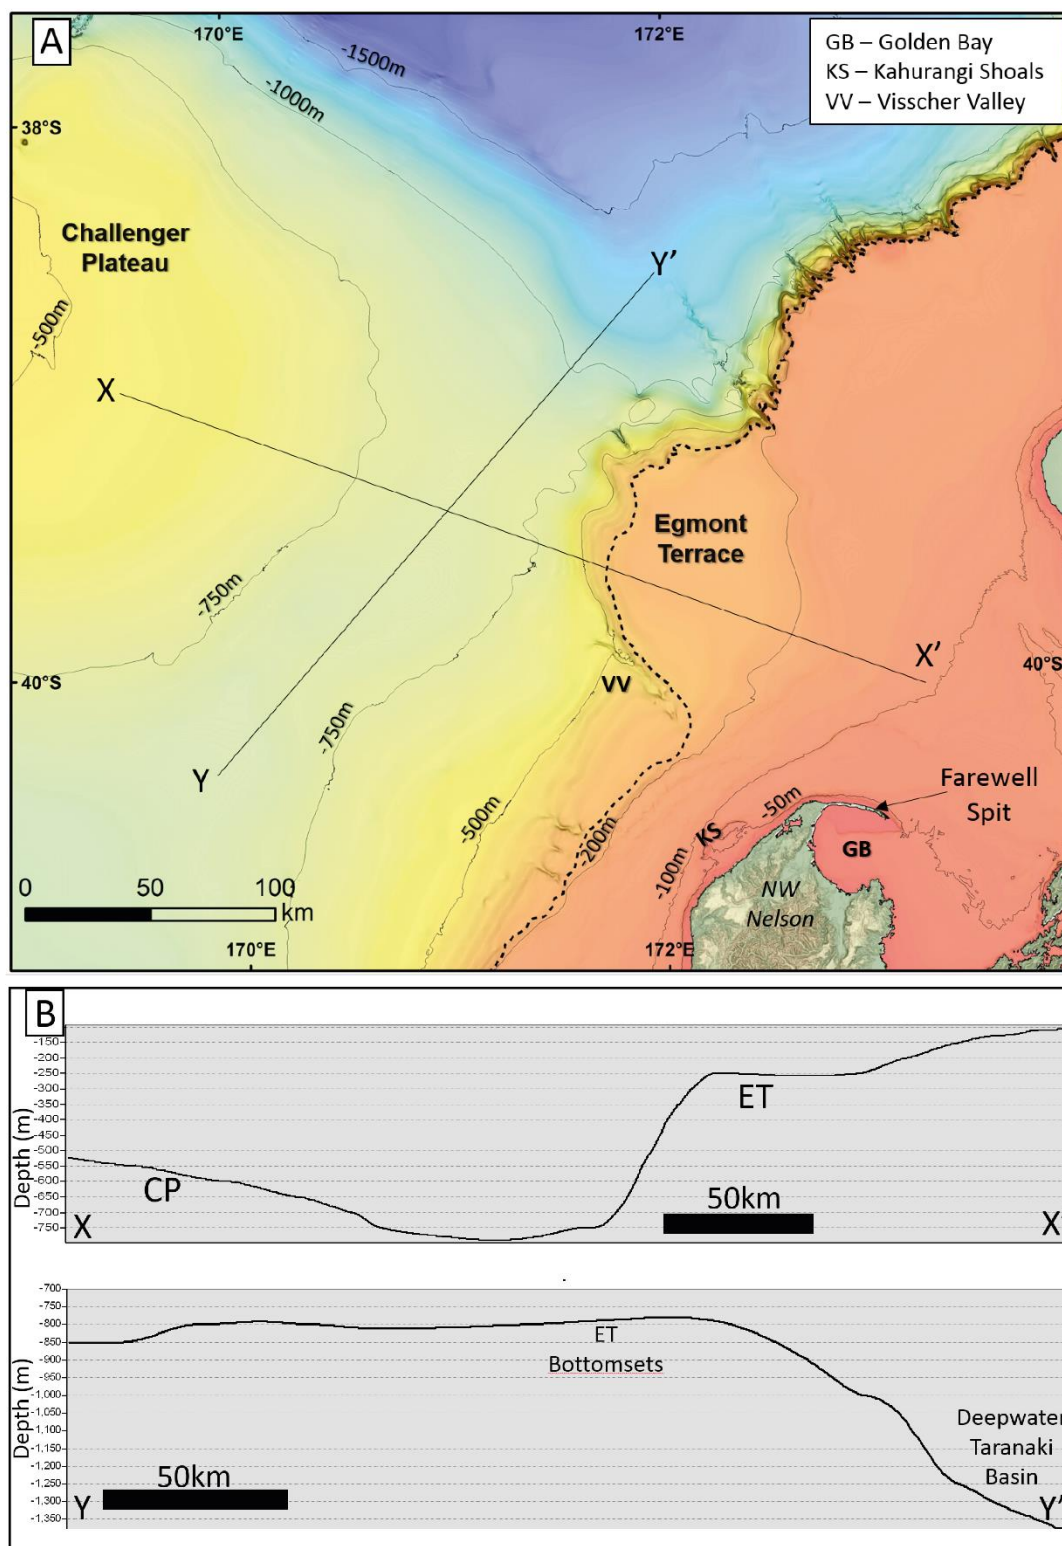 A
170°E
172°E
GB – Golden Bay
KS – Kahurangi Shoals
VV – Visscher Valley
-1500m
-1000m
38°S
Challenger
Plateau
-500m
Y'
X
Egmont
Terrace
-750m
X'
40°S
40°S
VV
-750m
Y
-500m
-200m
-50m
Farewell
Spit
KS
GB
-100m
NW
Nelson
0 50 100
km
170°E
172°E
B
Depth (m)
-150
-200
-250
-300
-350
-400
-450
-500
-550
-600
-650
-700
-750
ET
CP
50km
X
X
-700
-750
-800
-850
-900
-950
-1,000
-1,050
-1,100
-1,150
-1,200
-1,250
-1,300
-1,350
Depth (m)
ET
Bottomsets
Deepwater
Taranaki
Basin
50km
Y
Y'